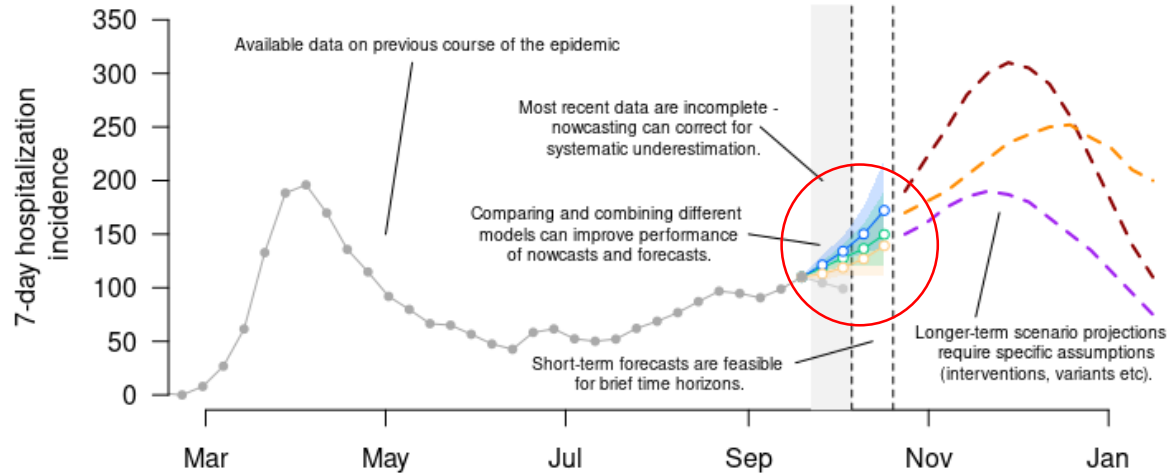 350
300
250
200
150
100
50
0
7-day hospitalization
incidence
Available data on previous course of the epidemic
Most recent data are incomplete -
nowcasting can correct for
systematic underestimation.
Comparing and combining different
models can improve performance
of nowcasts and forecasts.
Short-term forecasts are feasible
for brief time horizons.
Longer-term scenario projections
require specific assumptions
(interventions, variants etc).
Mar
May
Jul
Sep
Nov
Jan